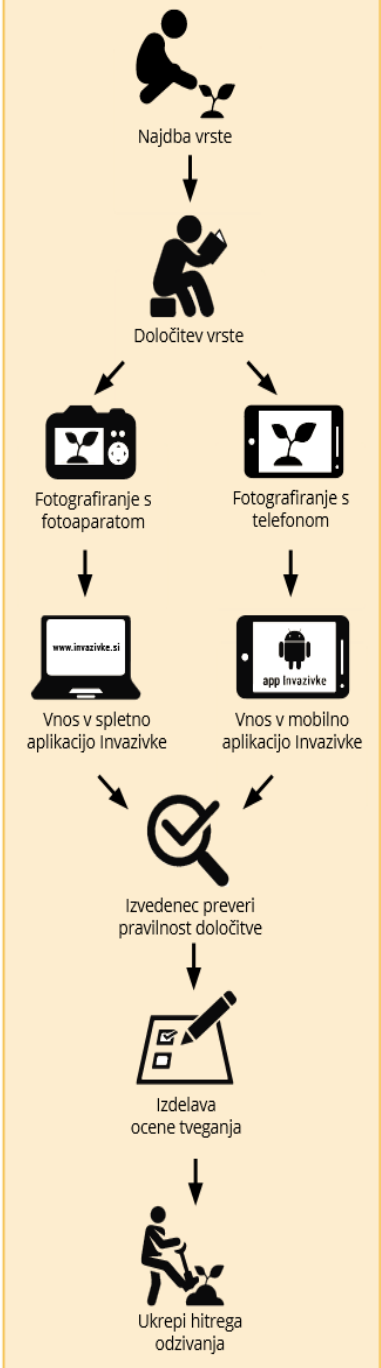 Najdba vrste
Določitev vrste
Fotografiranje s
fotoaparatom
Fotografiranje s
telefonom
www.invazivke.si
Vnos v spletno
aplikacijo Invazivke
app Invazivke
Vnos v mobilno
aplikacijo Invazivke
Izvedenec preveri
pravilnost določitve
Izdelava
ocene tveganja
Ukrepi hitrega
odzivanja